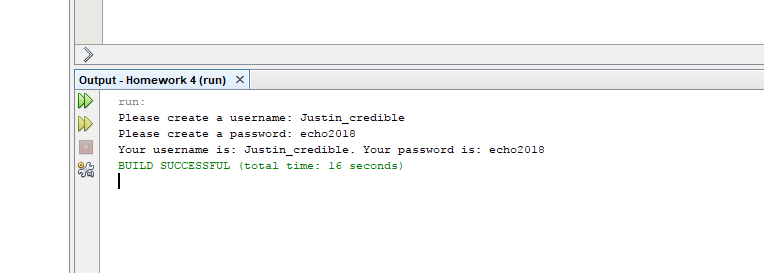 Output - Homework 4 (run)
run:
Please create a username: Justin_credible
Please create a password: echo2018
Your username is: Justin_credible. Your password is: echo2018
BUILD SUCCESSFUL (total time: 16 seconds)